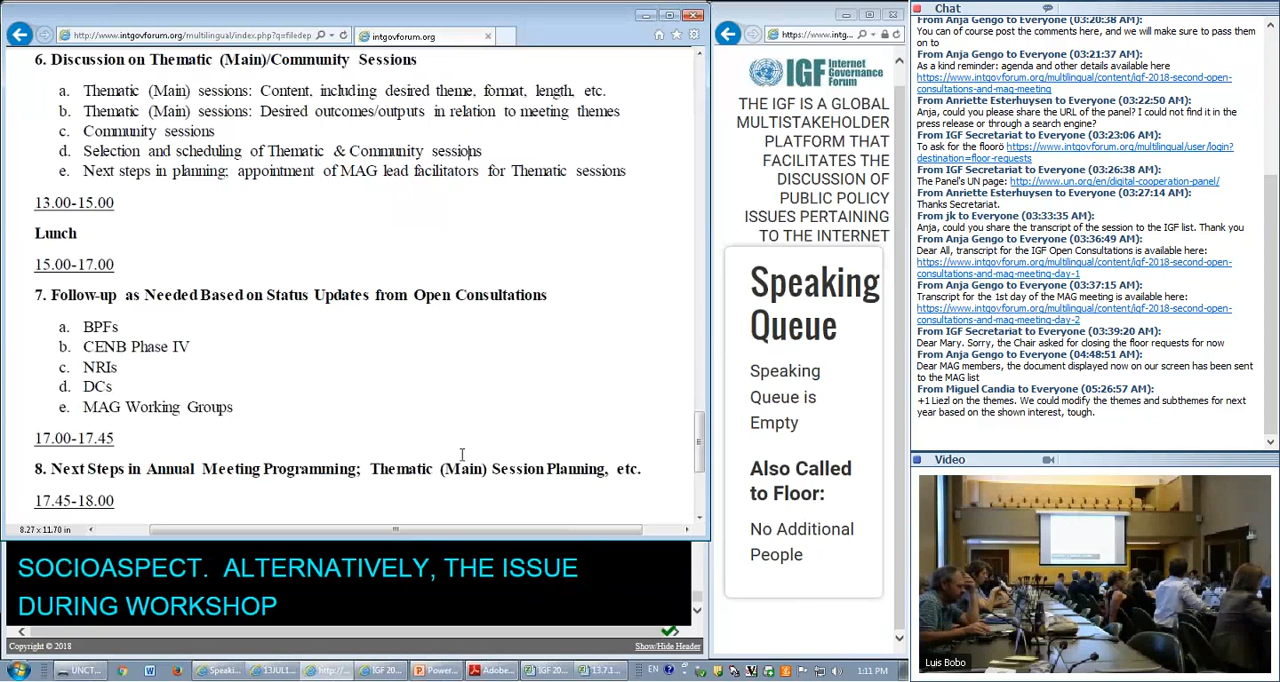 http://www.intgovforum.org/multilingual/index.php?q=filedep
intgovforum.org
6. Discussion on Thematic (Main)/Community Sessions
a. Thematic (Main) sessions: Content, including desired theme, format, length, etc.
b. Thematic (Main) sessions: Desired outcomes/outputs in relation to meeting themes
c. Community sessions
d. Selection and scheduling of Thematic & Community sessions
e. Next steps in planning; appointment of MAG lead facilitators for Thematic sessions
13.00-15.00
Lunch
15.00-17.00
7. Follow-up as Needed Based on Status Updates from Open Consultations
a. BPFs
b. CENB Phase IV
c. NRIs
d. DCs
e. MAG Working Groups
17.00-17.45
8. Next Steps in Annual Meeting Programming; Thematic (Main) Session Planning, etc.
17.45-18.00
8.27 x 11.70 in
SOCIOASPECT. ALTERNATIVELY, THE ISSUE
DURING WORKSHOP
Copyright © 2018
Show/Hide Header
https://www.intg...
IGF Internet
Governance
Forum
THE IGF IS A GLOBAL
MULTISTAKEHOLDER
PLATFORM THAT
FACILITATES THE
DISCUSSION OF
PUBLIC POLICY
ISSUES PERTAINING
TO THE INTERNET
Speaking
Queue
Speaking
Queue is
Empty
Also Called
to Floor:
No Additional
People
Chat
From Anja Gengo to Everyone (03:20:38 AM):
You can of course post the comments here, and we will make sure to pass them
on to
From Anja Gengo to Everyone (03:21:37 AM):
As a kind reminder: agenda and other details available here
https://www.intgovforum.org/multilingual/content/igf-2018-second-open-
consultations-and-mag-meeting
From Anriette Esterhuysen to Everyone (03:22:50 AM):
Anja, could you please share the URL of the panel? I could not find it in the
press release or through a search engine?
From IGF Secretariat to Everyone (03:23:06 AM):
To ask for the floorö https://www.intgovforum.org/multilingual/user/login?
destination=floor-requests
From IGF Secretariat to Everyone (03:26:38 AM):
The Panel's UN page: http://www.un.org/en/digital-cooperation-panel/
From Anriette Esterhuysen to Everyone (03:27:14 AM):
Thanks Secretariat.
From jk to Everyone (03:33:35 AM):
Anja, could you share the transcript of the session to the IGF list. Thank you
From Anja Gengo to Everyone (03:36:49 AM):
Dear All, transcript for the IGF Open Consultations is available here:
https://www.intgovforum.org/multilingual/content/igf-2018-second-open-
consultations-and-mag-meeting-day-1
From Anja Gengo to Everyone (03:37:15 AM):
Transcript for the 1st day of the MAG meeting is available here:
https://www.intgovforum.org/multilingual/content/igf-2018-second-open-
consultations-and-mag-meeting-day-2
From IGF Secretariat to Everyone (03:39:20 AM):
Dear Mary. Sorry, the Chair asked for closing the floor requests for now
From Anja Gengo to Everyone (04:48:51 AM):
Dear MAG members, the document displayed now on our screen has been sent
to the MAG list
From Miguel Candia to Everyone (05:26:57 AM):
+1 Liezl on the themes. We could modify the themes and subthemes for next
year based on the shown interest, tough.
Video
Luis Bobo
UNCT...
Speaki...
13JUL1...
http:/...
IGF 20...
Power...
Adobe...
IGF 20...
13.7.1...
EN
1:11 PM